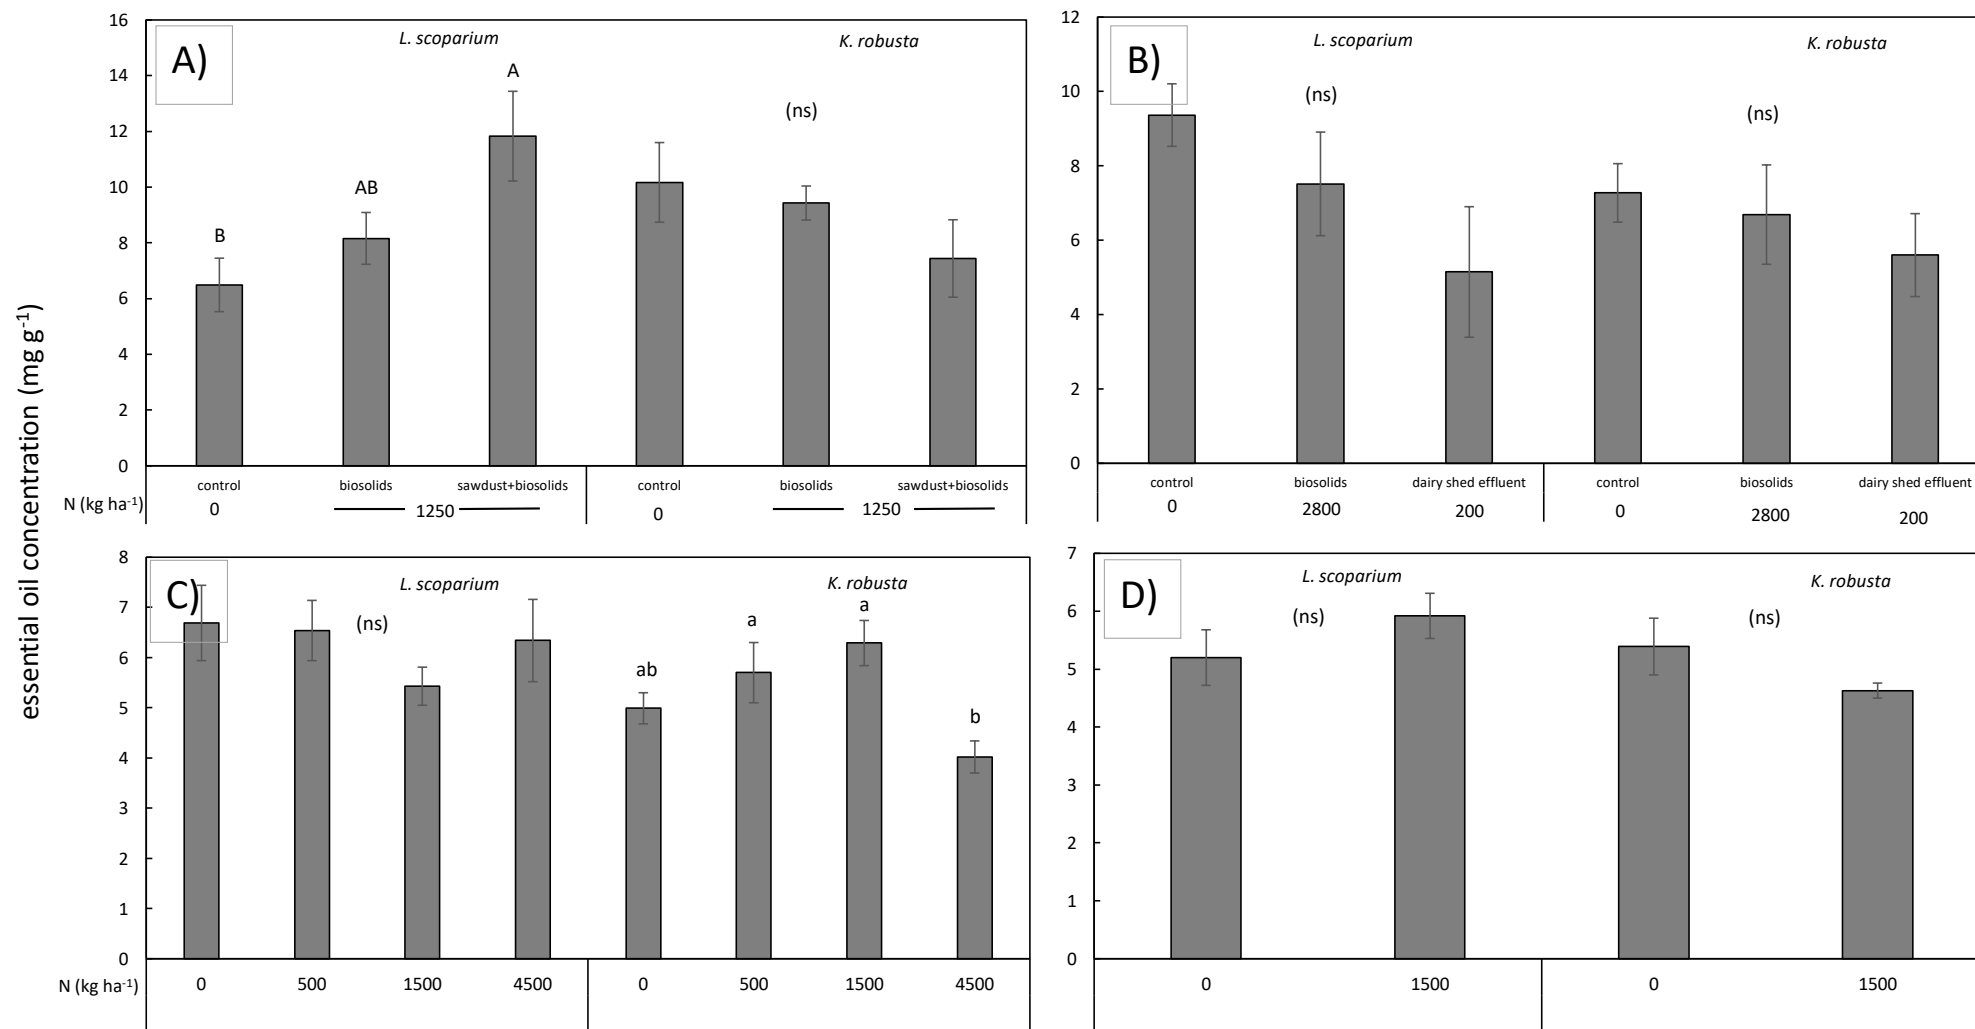 essential oil concentration (mg g⁻¹)
A)
L. scoparium
K. robusta
16
14
12
10
8
6
4
2
0
B
AB
A
(ns)
control
biosolids
sawdust+biosolids
control
biosolids
sawdust+biosolids
N (kg ha⁻¹)
0
1250
0
1250
B)
L. scoparium
K. robusta
12
10
8
6
4
2
0
(ns)
(ns)
control
biosolids
dairy shed effluent
control
biosolids
dairy shed effluent
0
2800
200
0
2800
200
C)
L. scoparium
K. robusta
8
7
6
5
4
3
2
1
0
(ns)
ab
a
a
b
N (kg ha⁻¹)
0
500
1500
4500
0
500
1500
4500
D)
L. scoparium
K. robusta
7
6
5
4
3
2
1
0
(ns)
(ns)
0
1500
0
1500